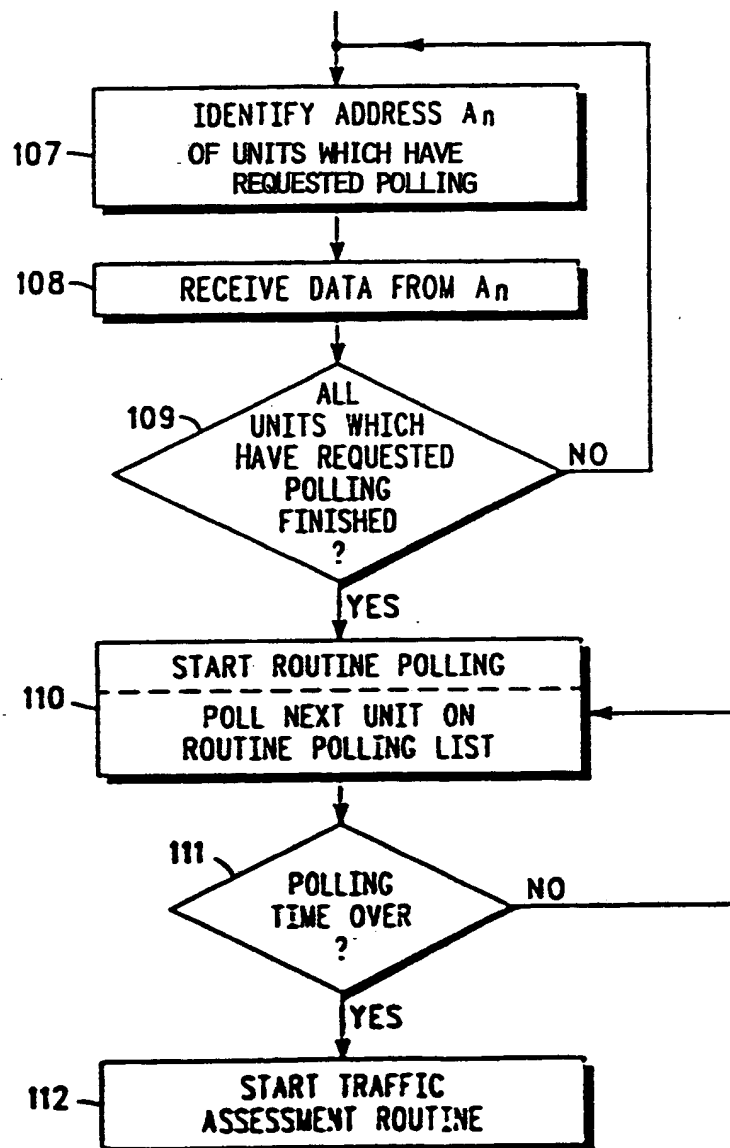 107
IDENTIFY ADDRESS An
OF UNITS WHICH HAVE
REQUESTED POLLING
108
RECEIVE DATA FROM An
109
ALL
UNITS WHICH
HAVE REQUESTED
POLLING
FINISHED
?
NO
YES
110
START ROUTINE POLLING
POLL NEXT UNIT ON
ROUTINE POLLING LIST
111
POLLING
TIME OVER
?
NO
YES
112
START TRAFFIC
ASSESSMENT ROUTINE